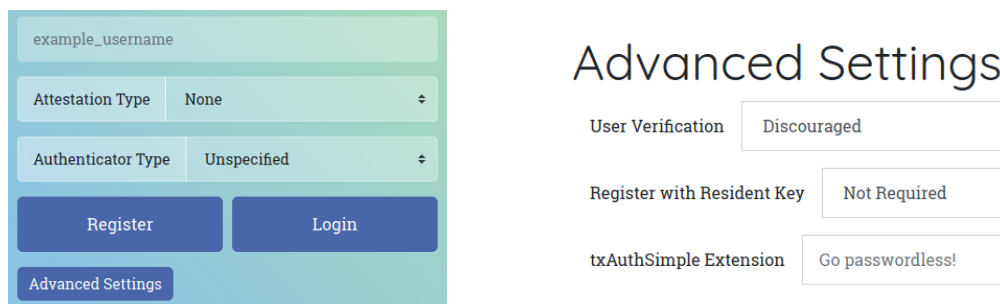 example_username
Attestation Type None
Authenticator Type Unspecified
Register Login
Advanced Settings
Advanced Settings
User Verification Discouraged
Register with Resident Key Not Required
txAuthSimple Extension Go passwordless!